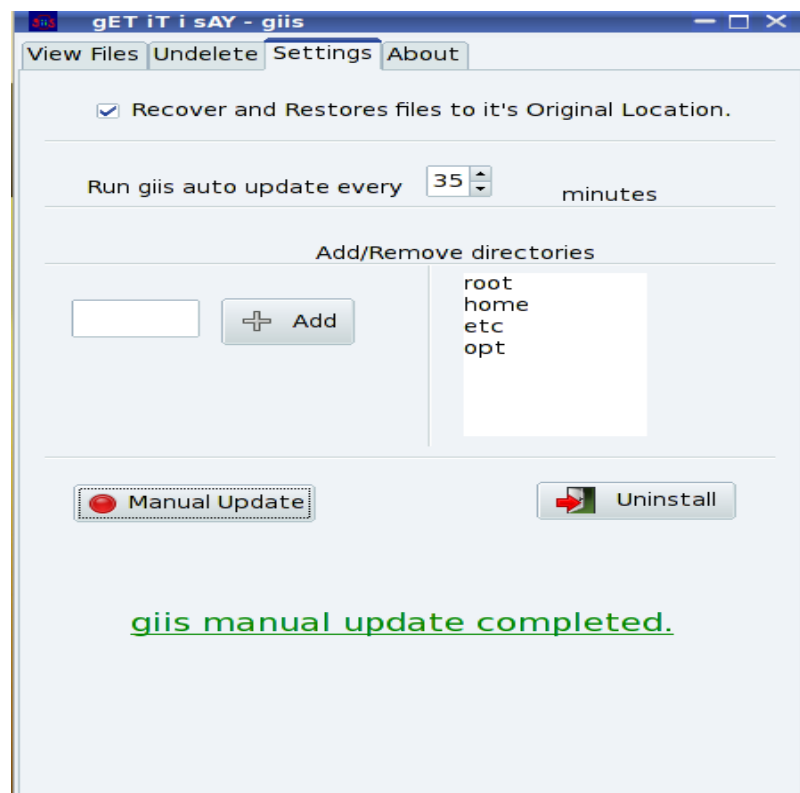 giis gET iT i sAY - giis
View Files Undelete Settings About
Recover and Restores files to it's Original Location.
Run giis auto update every 35 minutes
Add/Remove directories
root
home
etc
opt
Add
Manual Update
Uninstall
giis manual update completed.